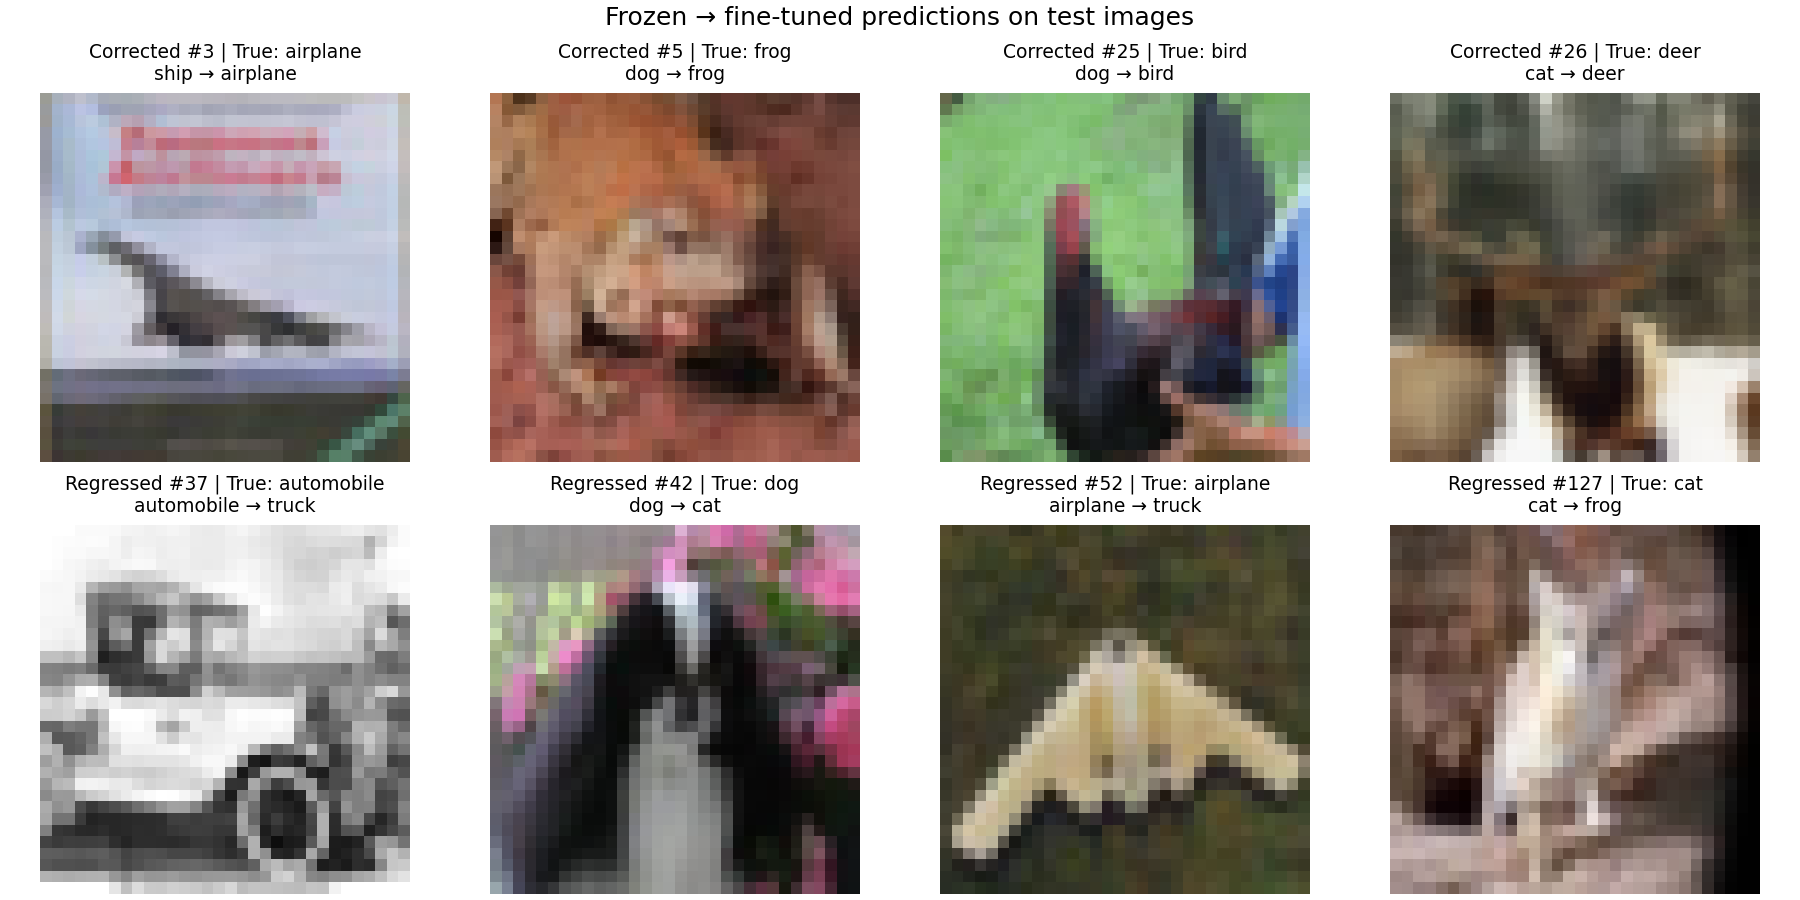 Frozen → fine-tuned predictions on test images
Corrected #3 | True: airplane
ship → airplane
Corrected #5 | True: frog
dog → frog
Corrected #25 | True: bird
dog → bird
Corrected #26 | True: deer
cat → deer
Regressed #37 | True: automobile
automobile → truck
Regressed #42 | True: dog
dog → cat
Regressed #52 | True: airplane
airplane → truck
Regressed #127 | True: cat
cat → frog